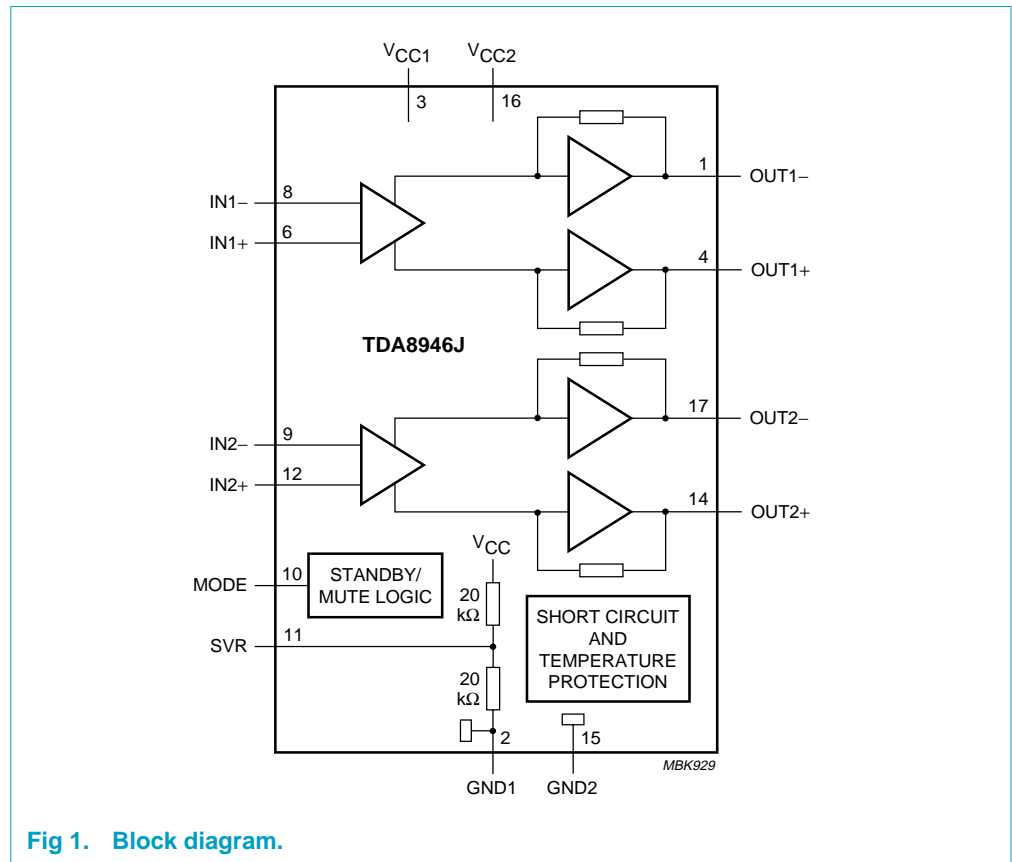 VCC1 VCC2
3 16
1 OUT1−
8
IN1−
6
IN1+
4 OUT1+
TDA8946J
17 OUT2−
9
IN2−
12
IN2+
14 OUT2+
VCC
MODE 10 STANDBY/
MUTE LOGIC
20
kΩ
SHORT CIRCUIT
AND
TEMPERATURE
PROTECTION
SVR 11
20
kΩ
2 15
MBK929
GND1 GND2
Fig 1. Block diagram.